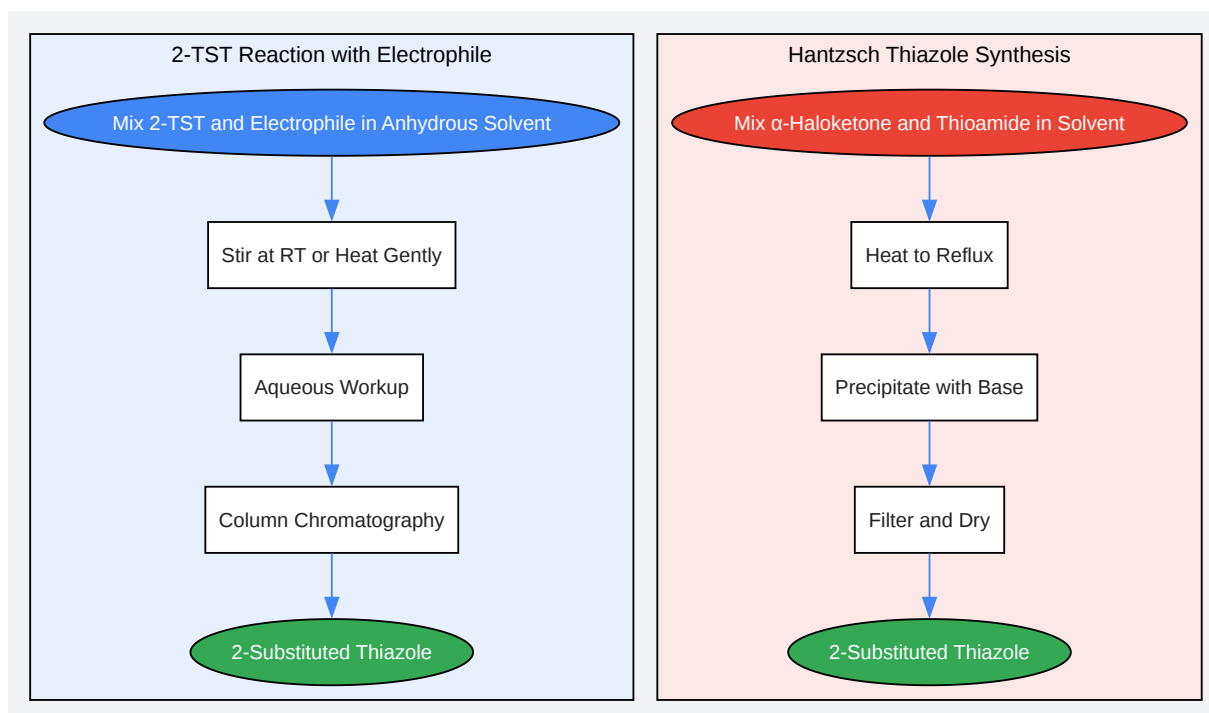 2-TST Reaction with Electrophile
Mix 2-TST and Electrophile in Anhydrous Solvent
Stir at RT or Heat Gently
Aqueous Workup
Column Chromatography
2-Substituted Thiazole
Hantzsch Thiazole Synthesis
Mix α-Haloketone and Thioamide in Solvent
Heat to Reflux
Precipitate with Base
Filter and Dry
2-Substituted Thiazole